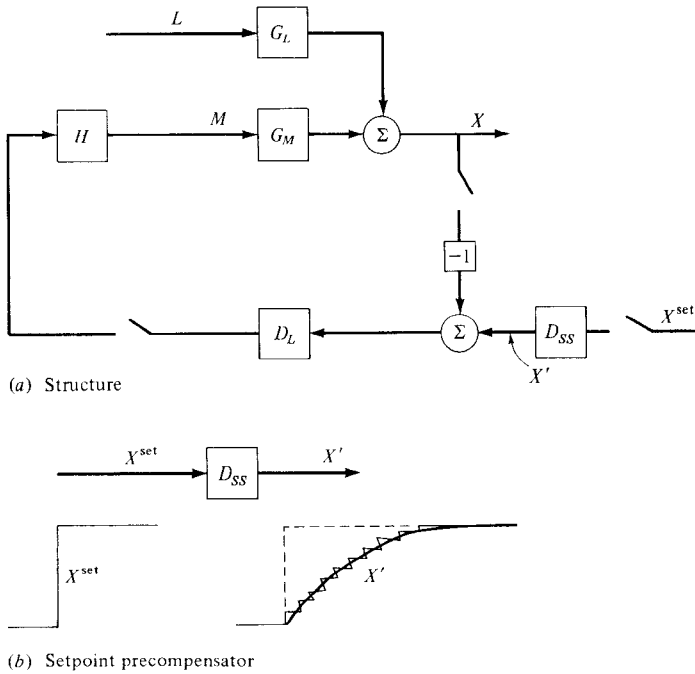 L
G_L
H
M
G_M
Σ
X
−1
D_L
Σ
D_SS
X^set
X′
(a) Structure
X^set
D_SS
X′
X^set
X′
(b) Setpoint precompensator